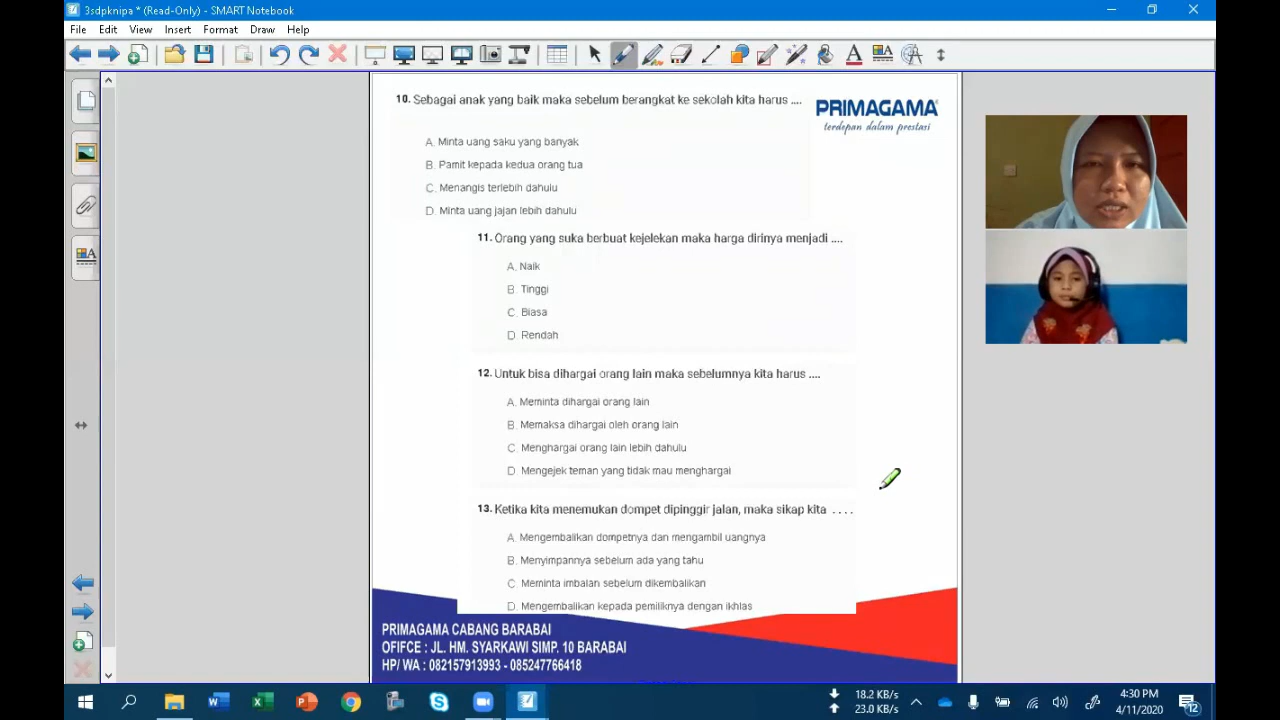 3sdpknipa * (Read-Only) - SMART Notebook
File Edit View Insert Format Draw Help
10. Sebagai anak yang baik maka sebelum berangkat ke sekolah kita harus ....
PRIMAGAMA
terdepan dalam prestasi
A. Minta uang saku yang banyak
B. Pamit kepada kedua orang tua
C. Menangis terlebih dahulu
D. Minta uang jajan lebih dahulu
11. Orang yang suka berbuat kejelekan maka harga dirinya menjadi ....
A. Naik
B. Tinggi
C. Biasa
D. Rendah
12. Untuk bisa dihargai orang lain maka sebelumnya kita harus ....
A. Meminta dihargai orang lain
B. Memaksa dihargai oleh orang lain
C. Menghargai orang lain lebih dahulu
D. Mengejek teman yang tidak mau menghargai
13. Ketika kita menemukan dompet dipinggir jalan, maka sikap kita . . . .
A. Mengembalikan dompetnya dan mengambil uangnya
B. Menyimpannya sebelum ada yang tahu
C. Meminta imbalan sebelum dikembalikan
D. Mengembalikan kepada pemiliknya dengan ikhlas
PRIMAGAMA CABANG BARABAI
OFIFCE : JL. HM. SYARKAWI SIMP. 10 BARABAI
HP/ WA : 082157913993 - 085247766418
18.2 KB/s
23.0 KB/s
4:30 PM
4/11/2020
12